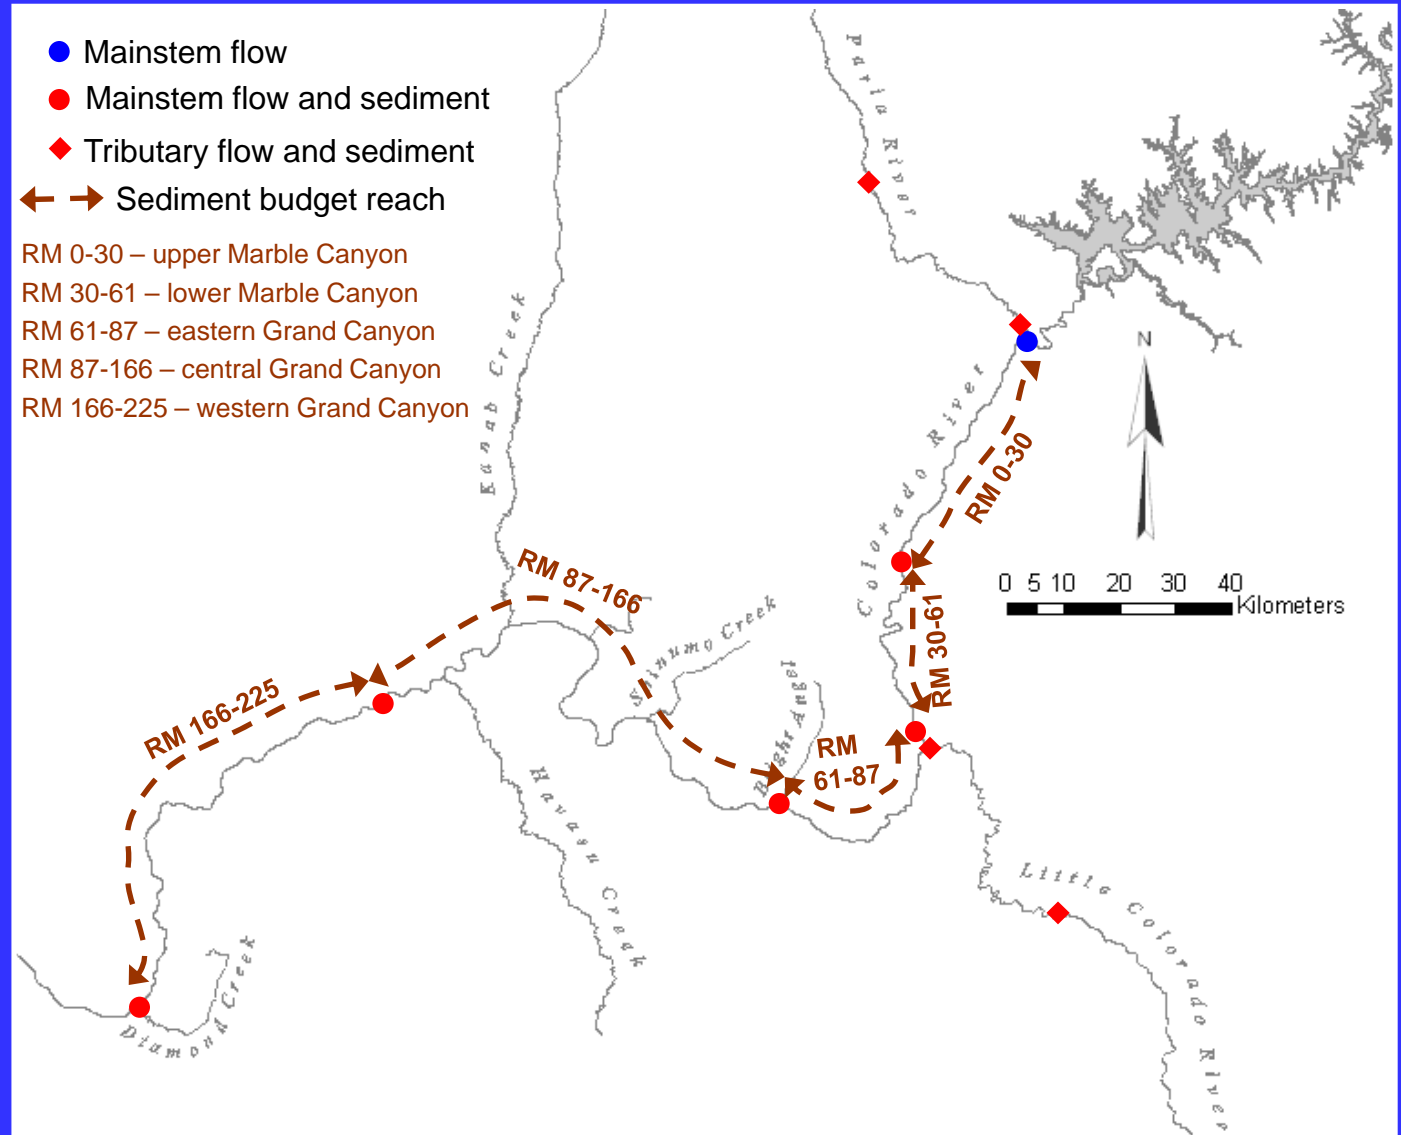 Mainstem flow
Mainstem flow and sediment
Tributary flow and sediment
Sediment budget reach
RM 0-30 – upper Marble Canyon
RM 30-61 – lower Marble Canyon
RM 61-87 – eastern Grand Canyon
RM 87-166 – central Grand Canyon
RM 166-225 – western Grand Canyon
Paria River
Kanab Creek
Colorado River
N
RM 0-30
0 5 10 20 30 40
Kilometers
RM 87-166
RM 30-61
Shinumo Creek
Bright Angel
RM 166-225
RM
61-87
Havasu Creek
Little Colorado River
Diamond Creek